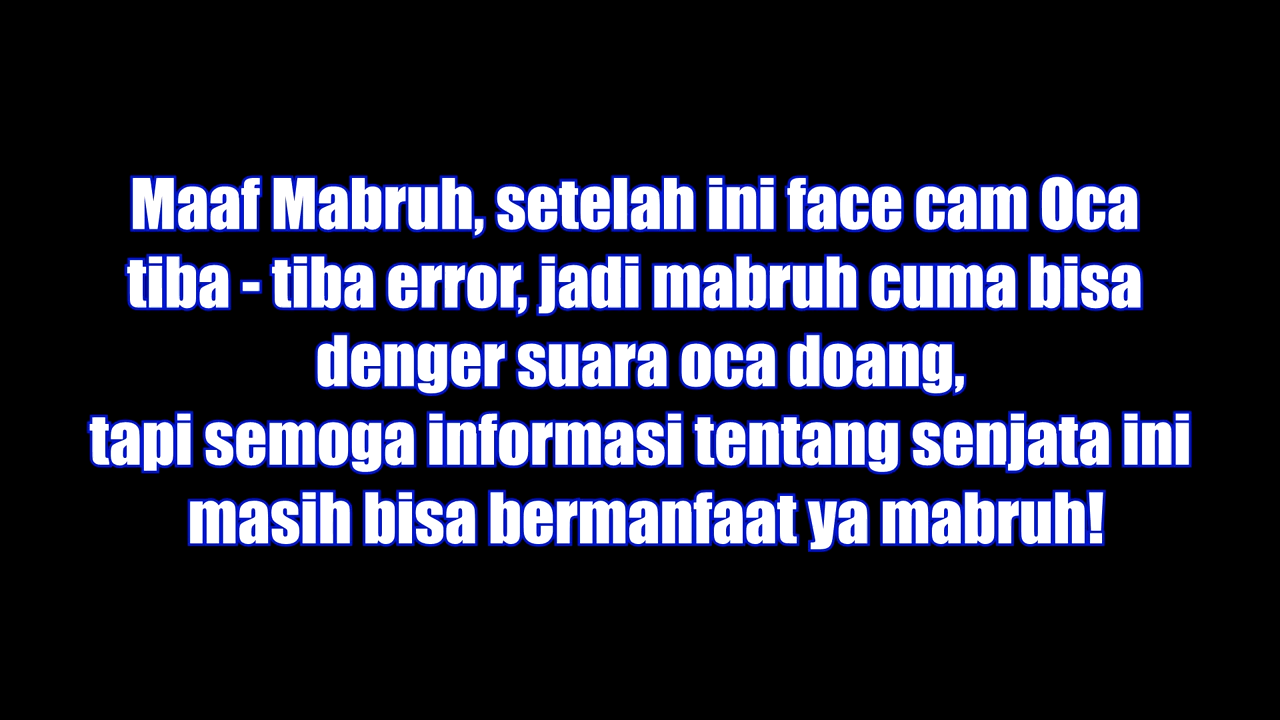 Maaf Mabruh, setelah ini face cam Oca
tiba - tiba error, jadi mabruh cuma bisa
denger suara oca doang,
tapi semoga informasi tentang senjata ini
masih bisa bermanfaat ya mabruh!